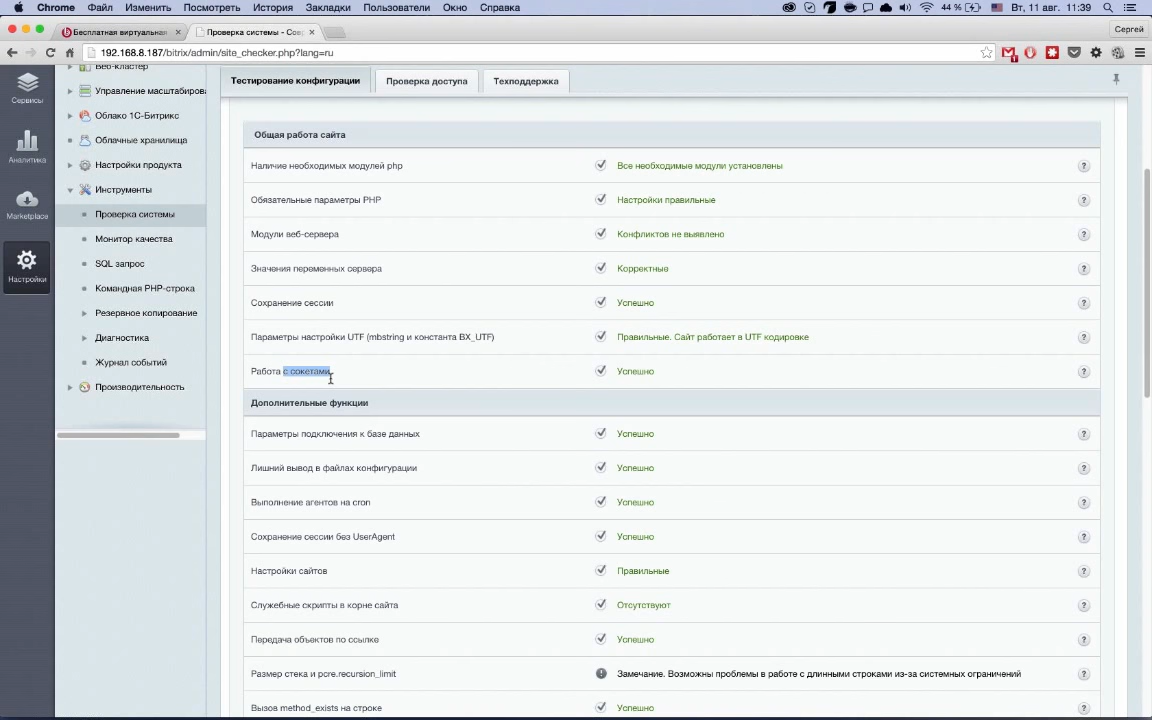 Chrome Файл Изменить Посмотреть История Закладки Пользователи Окно Справка 44 % Вт, 11 авг. 11:39
Бесплатная виртуальная
Проверка системы - Сов
Сергей
192.168.8.187/bitrix/admin/site_checker.php?lang=ru
Сервисы
Аналитика
Marketplace
Настройки
Веб-кластер
Управление масштабирова
Облако 1С-Битрикс
Облачные хранилища
Настройки продукта
Инструменты
Проверка системы
Монитор качества
SQL запрос
Командная PHP-строка
Резервное копирование
Диагностика
Журнал событий
Производительность
Тестирование конфигурации Проверка доступа Техподдержка
Общая работа сайта
Наличие необходимых модулей php Все необходимые модули установлены ?
Обязательные параметры PHP Настройки правильные ?
Модули веб-сервера Конфликтов не выявлено ?
Значения переменных сервера Корректные ?
Сохранение сессии Успешно ?
Параметры настройки UTF (mbstring и константа BX_UTF) Правильные. Сайт работает в UTF кодировке ?
Работа с сокетами Успешно ?
Дополнительные функции
Параметры подключения к базе данных Успешно ?
Лишний вывод в файлах конфигурации Успешно ?
Выполнение агентов на cron Успешно ?
Сохранение сессии без UserAgent Успешно ?
Настройки сайтов Правильные ?
Служебные скрипты в корне сайта Отсутствуют ?
Передача объектов по ссылке Успешно ?
Размер стека и pcre.recursion_limit Замечание. Возможны проблемы в работе с длинными строками из-за системных ограничений ?
Вызов method_exists на строке Успешно ?